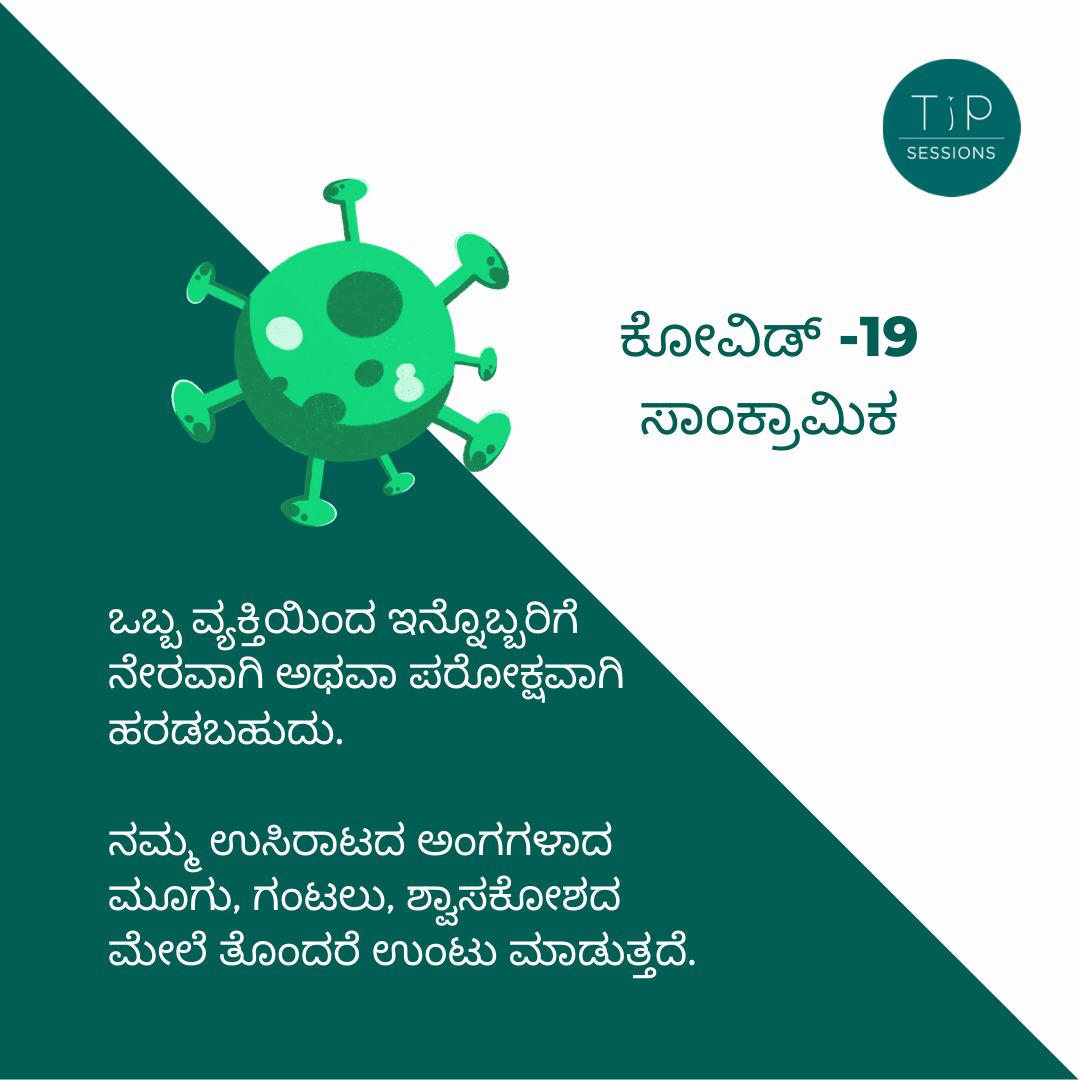 TiP
SESSIONS
ಕೋವಿಡ್ -19
ಸಾಂಕ್ರಾಮಿಕ
ಒಬ್ಬ ವ್ಯಕ್ತಿಯಿಂದ ಇನ್ನೊಬ್ಬರಿಗೆ
ನೇರವಾಗಿ ಅಥವಾ ಪರೋಕ್ಷವಾಗಿ
ಹರಡಬಹುದು.
ನಮ್ಮ ಉಸಿರಾಟದ ಅಂಗಗಳಾದ
ಮೂಗು, ಗಂಟಲು, ಶ್ವಾಸಕೋಶದ
ಮೇಲೆ ತೊಂದರೆ ಉಂಟು ಮಾಡುತ್ತದೆ.